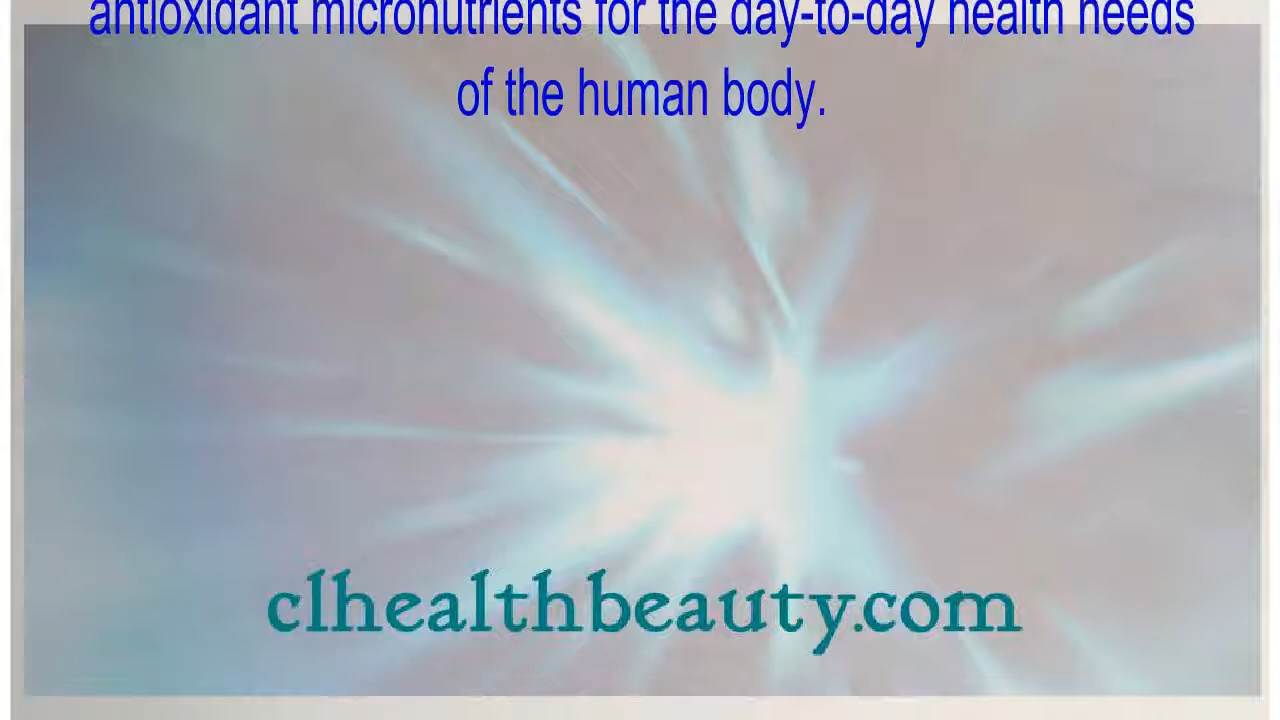 antioxidant micronutrients for the day-to-day health needs
of the human body.
clhealthbeauty.com